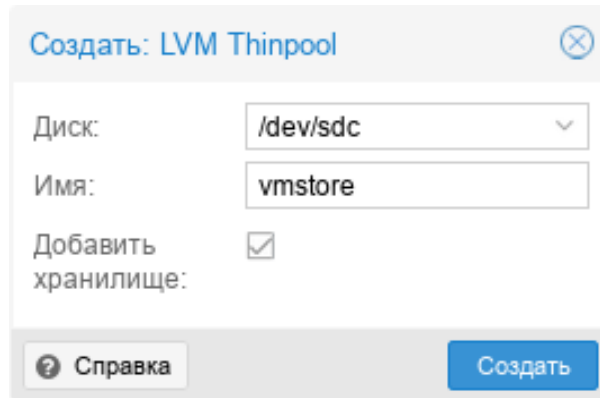 Создать: LVM Thinpool
Диск: /dev/sdc
Имя: vmstore
Добавить
хранилище:
Справка Создать